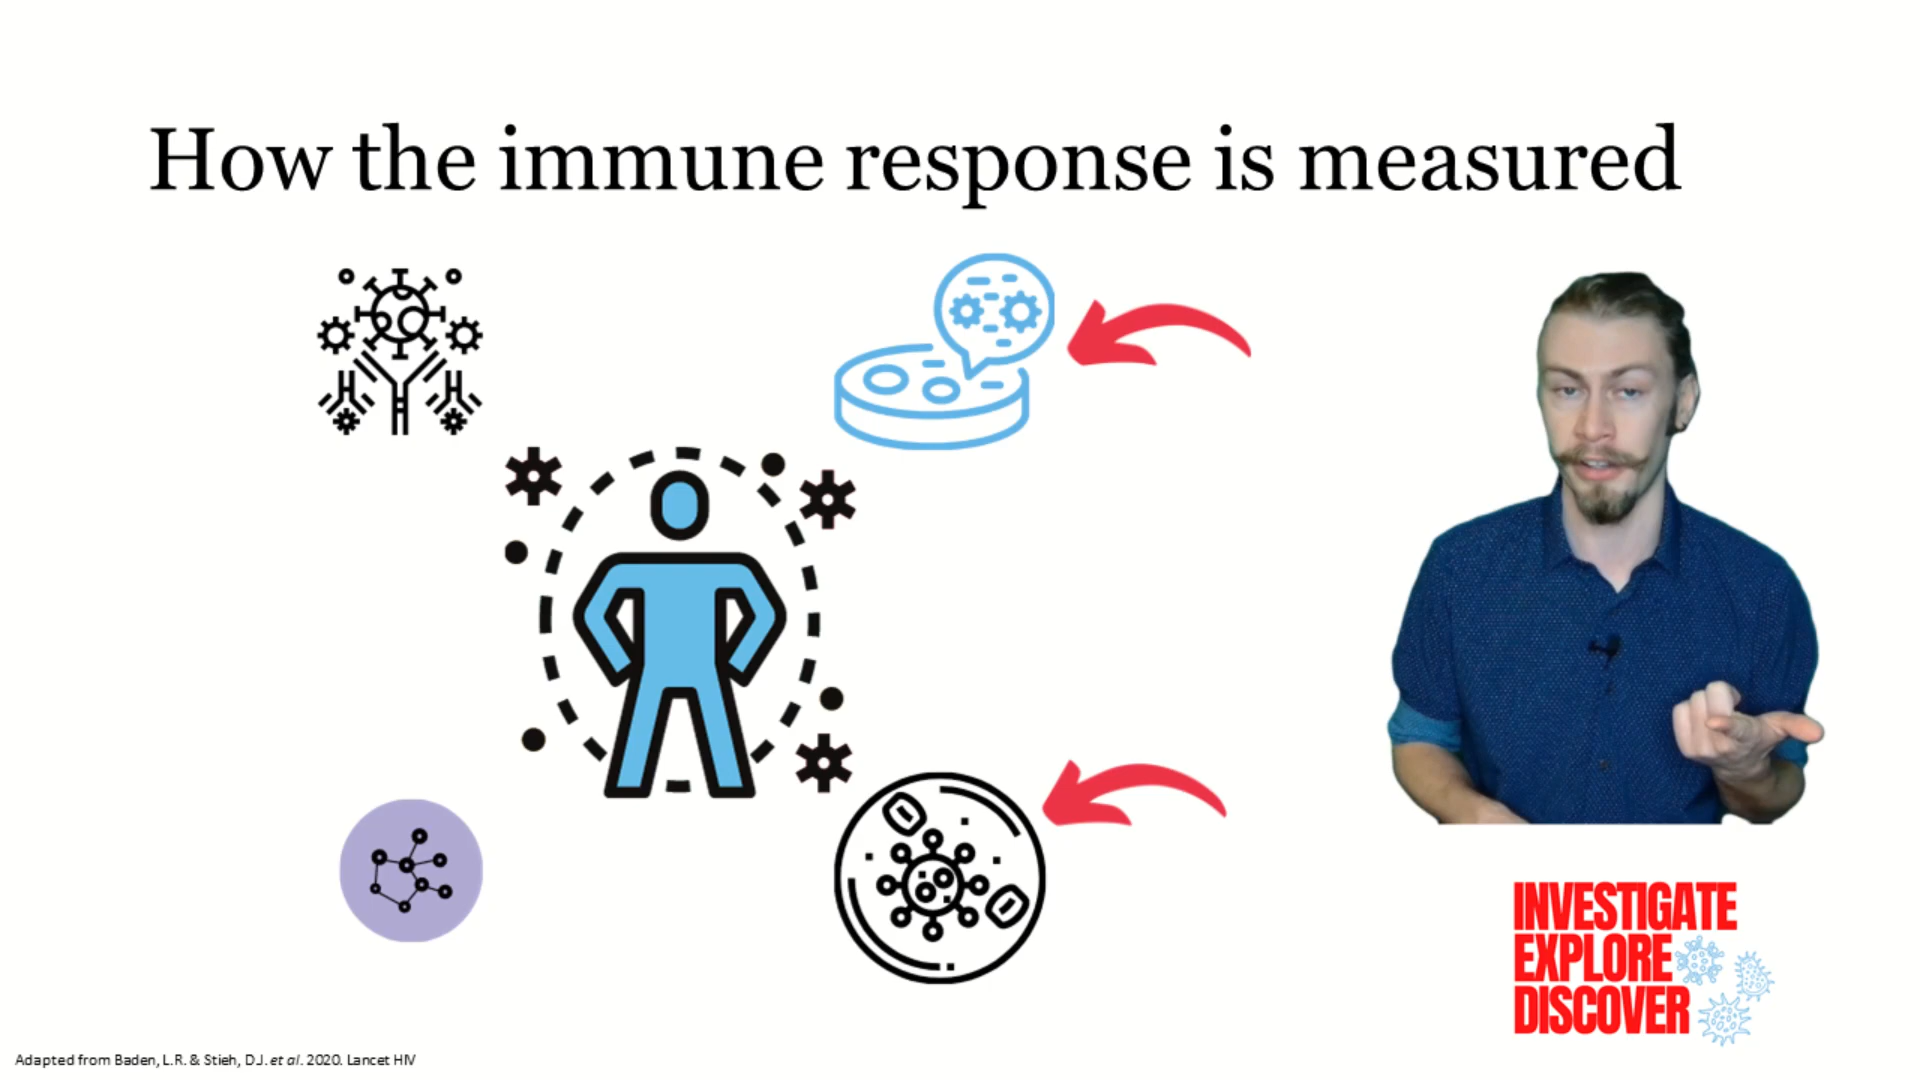 How the immune response is measured
INVESTIGATE
EXPLORE
DISCOVER
Adapted from Baden, L.R. & Stieh, D.J. et al. 2020. Lancet HIV